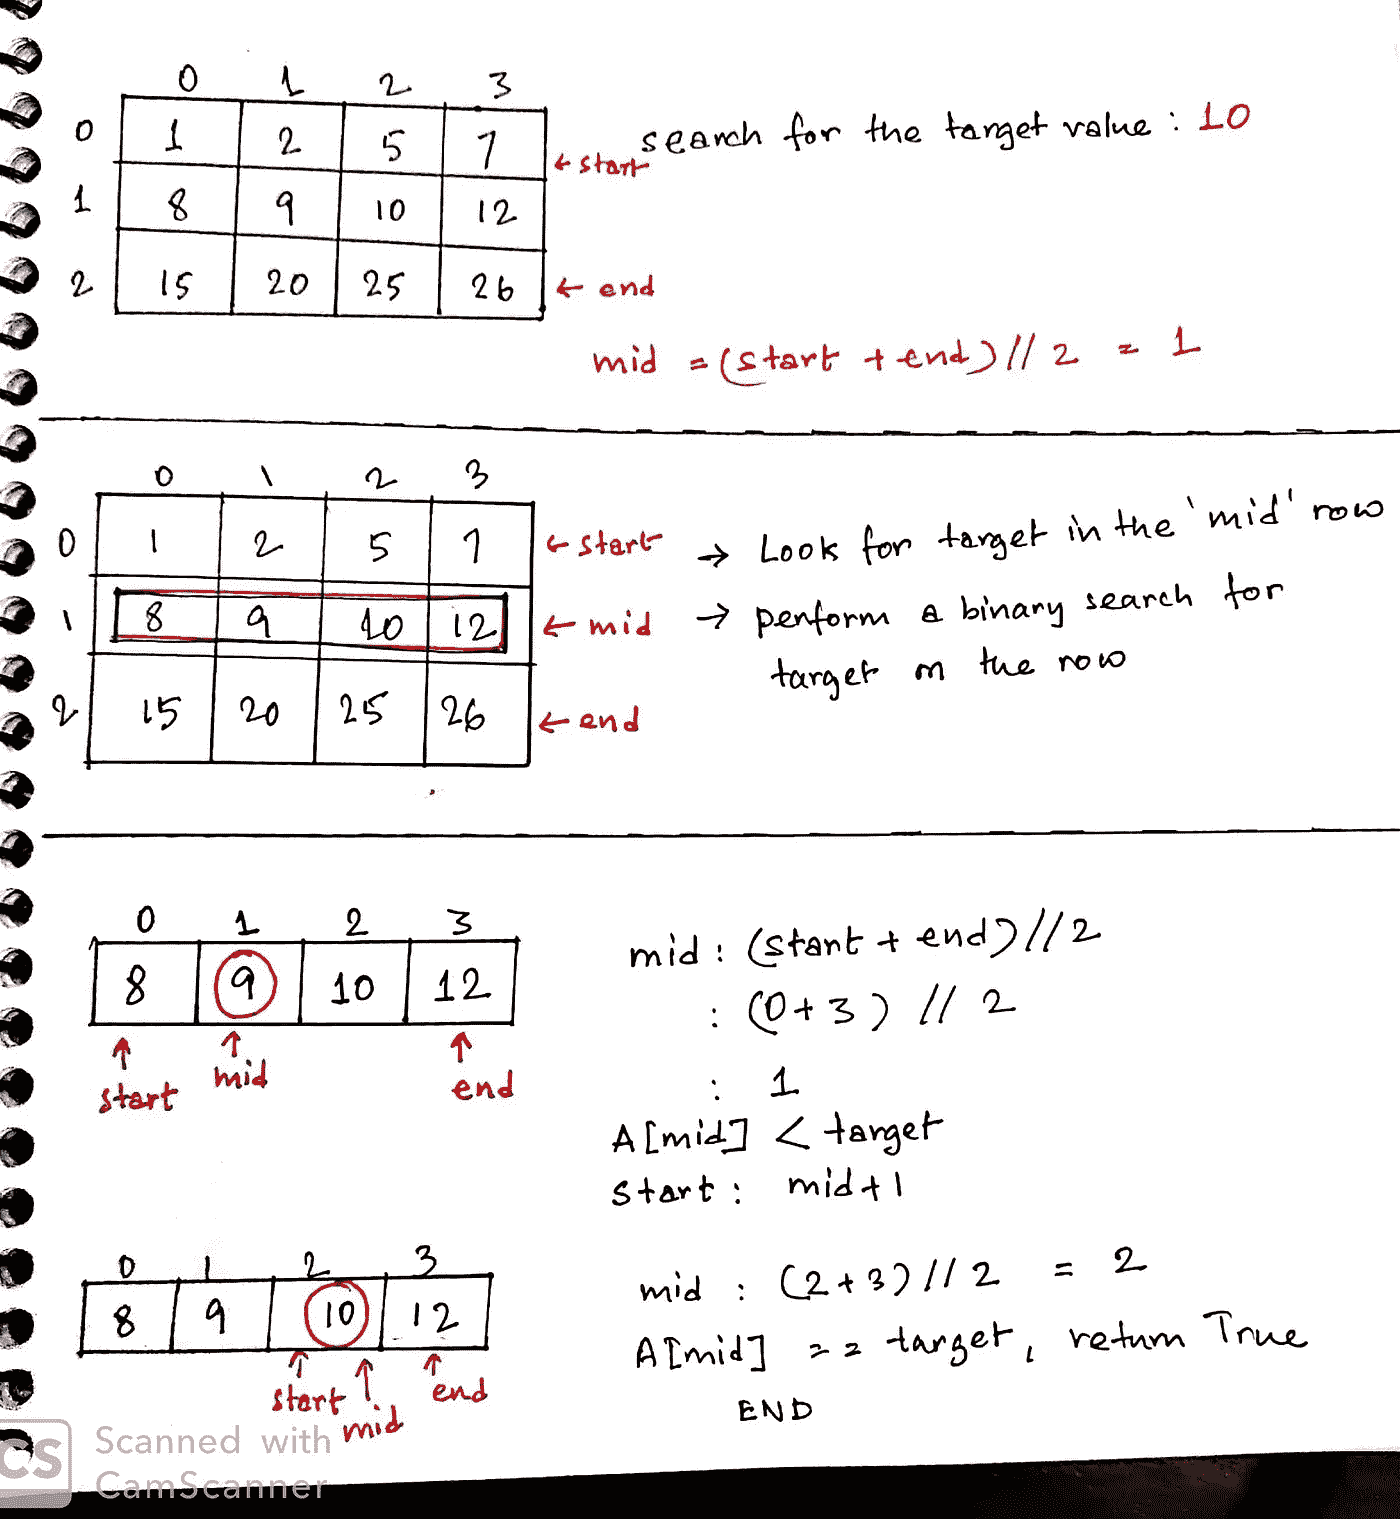 0 1 2 3
0 1 2 5 7
← start
search for the target value : 10
1 8 9 10 12
2 15 20 25 26 ← end
mid = (start + end) // 2 = 1
0 1 2 3
0 1 2 5 7 ← start
→ Look for target in the 'mid' row
1 8 9 10 12 ← mid
→ perform a binary search for
target in the row
2 15 20 25 26 ← end
0 1 2 3
8 9 10 12
start mid end
mid : (start + end) // 2
: (0+3) // 2
: 1
A[mid] < target
start : mid+1
0 1 2 3
8 9 10 12
start mid end
mid : (2+3)//2 = 2
A[mid] == target, return True
END
CS Scanned with
CamScanner